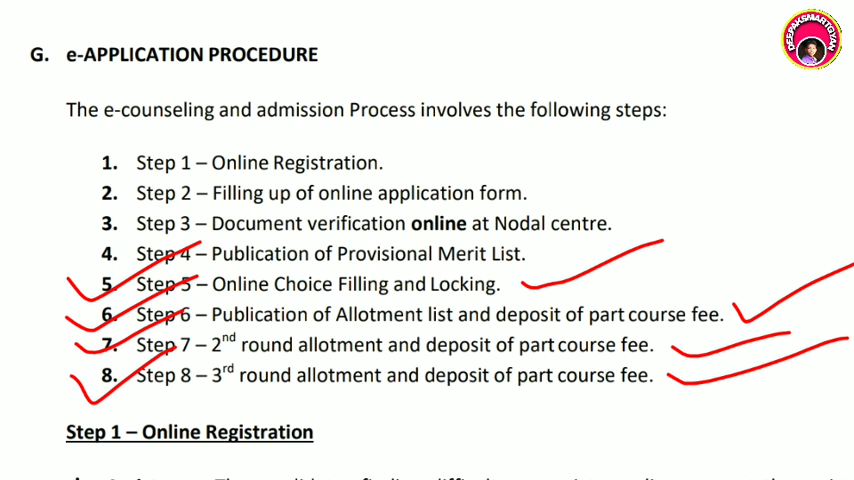 DEEPAKSMARTGYAN
G. e-APPLICATION PROCEDURE
The e-counseling and admission Process involves the following steps:
1. Step 1 – Online Registration.
2. Step 2 – Filling up of online application form.
3. Step 3 – Document verification online at Nodal centre.
4. Step 4 – Publication of Provisional Merit List.
5. Step 5 – Online Choice Filling and Locking.
6. Step 6 – Publication of Allotment list and deposit of part course fee.
7. Step 7 – 2nd round allotment and deposit of part course fee.
8. Step 8 – 3rd round allotment and deposit of part course fee.
Step 1 – Online Registration